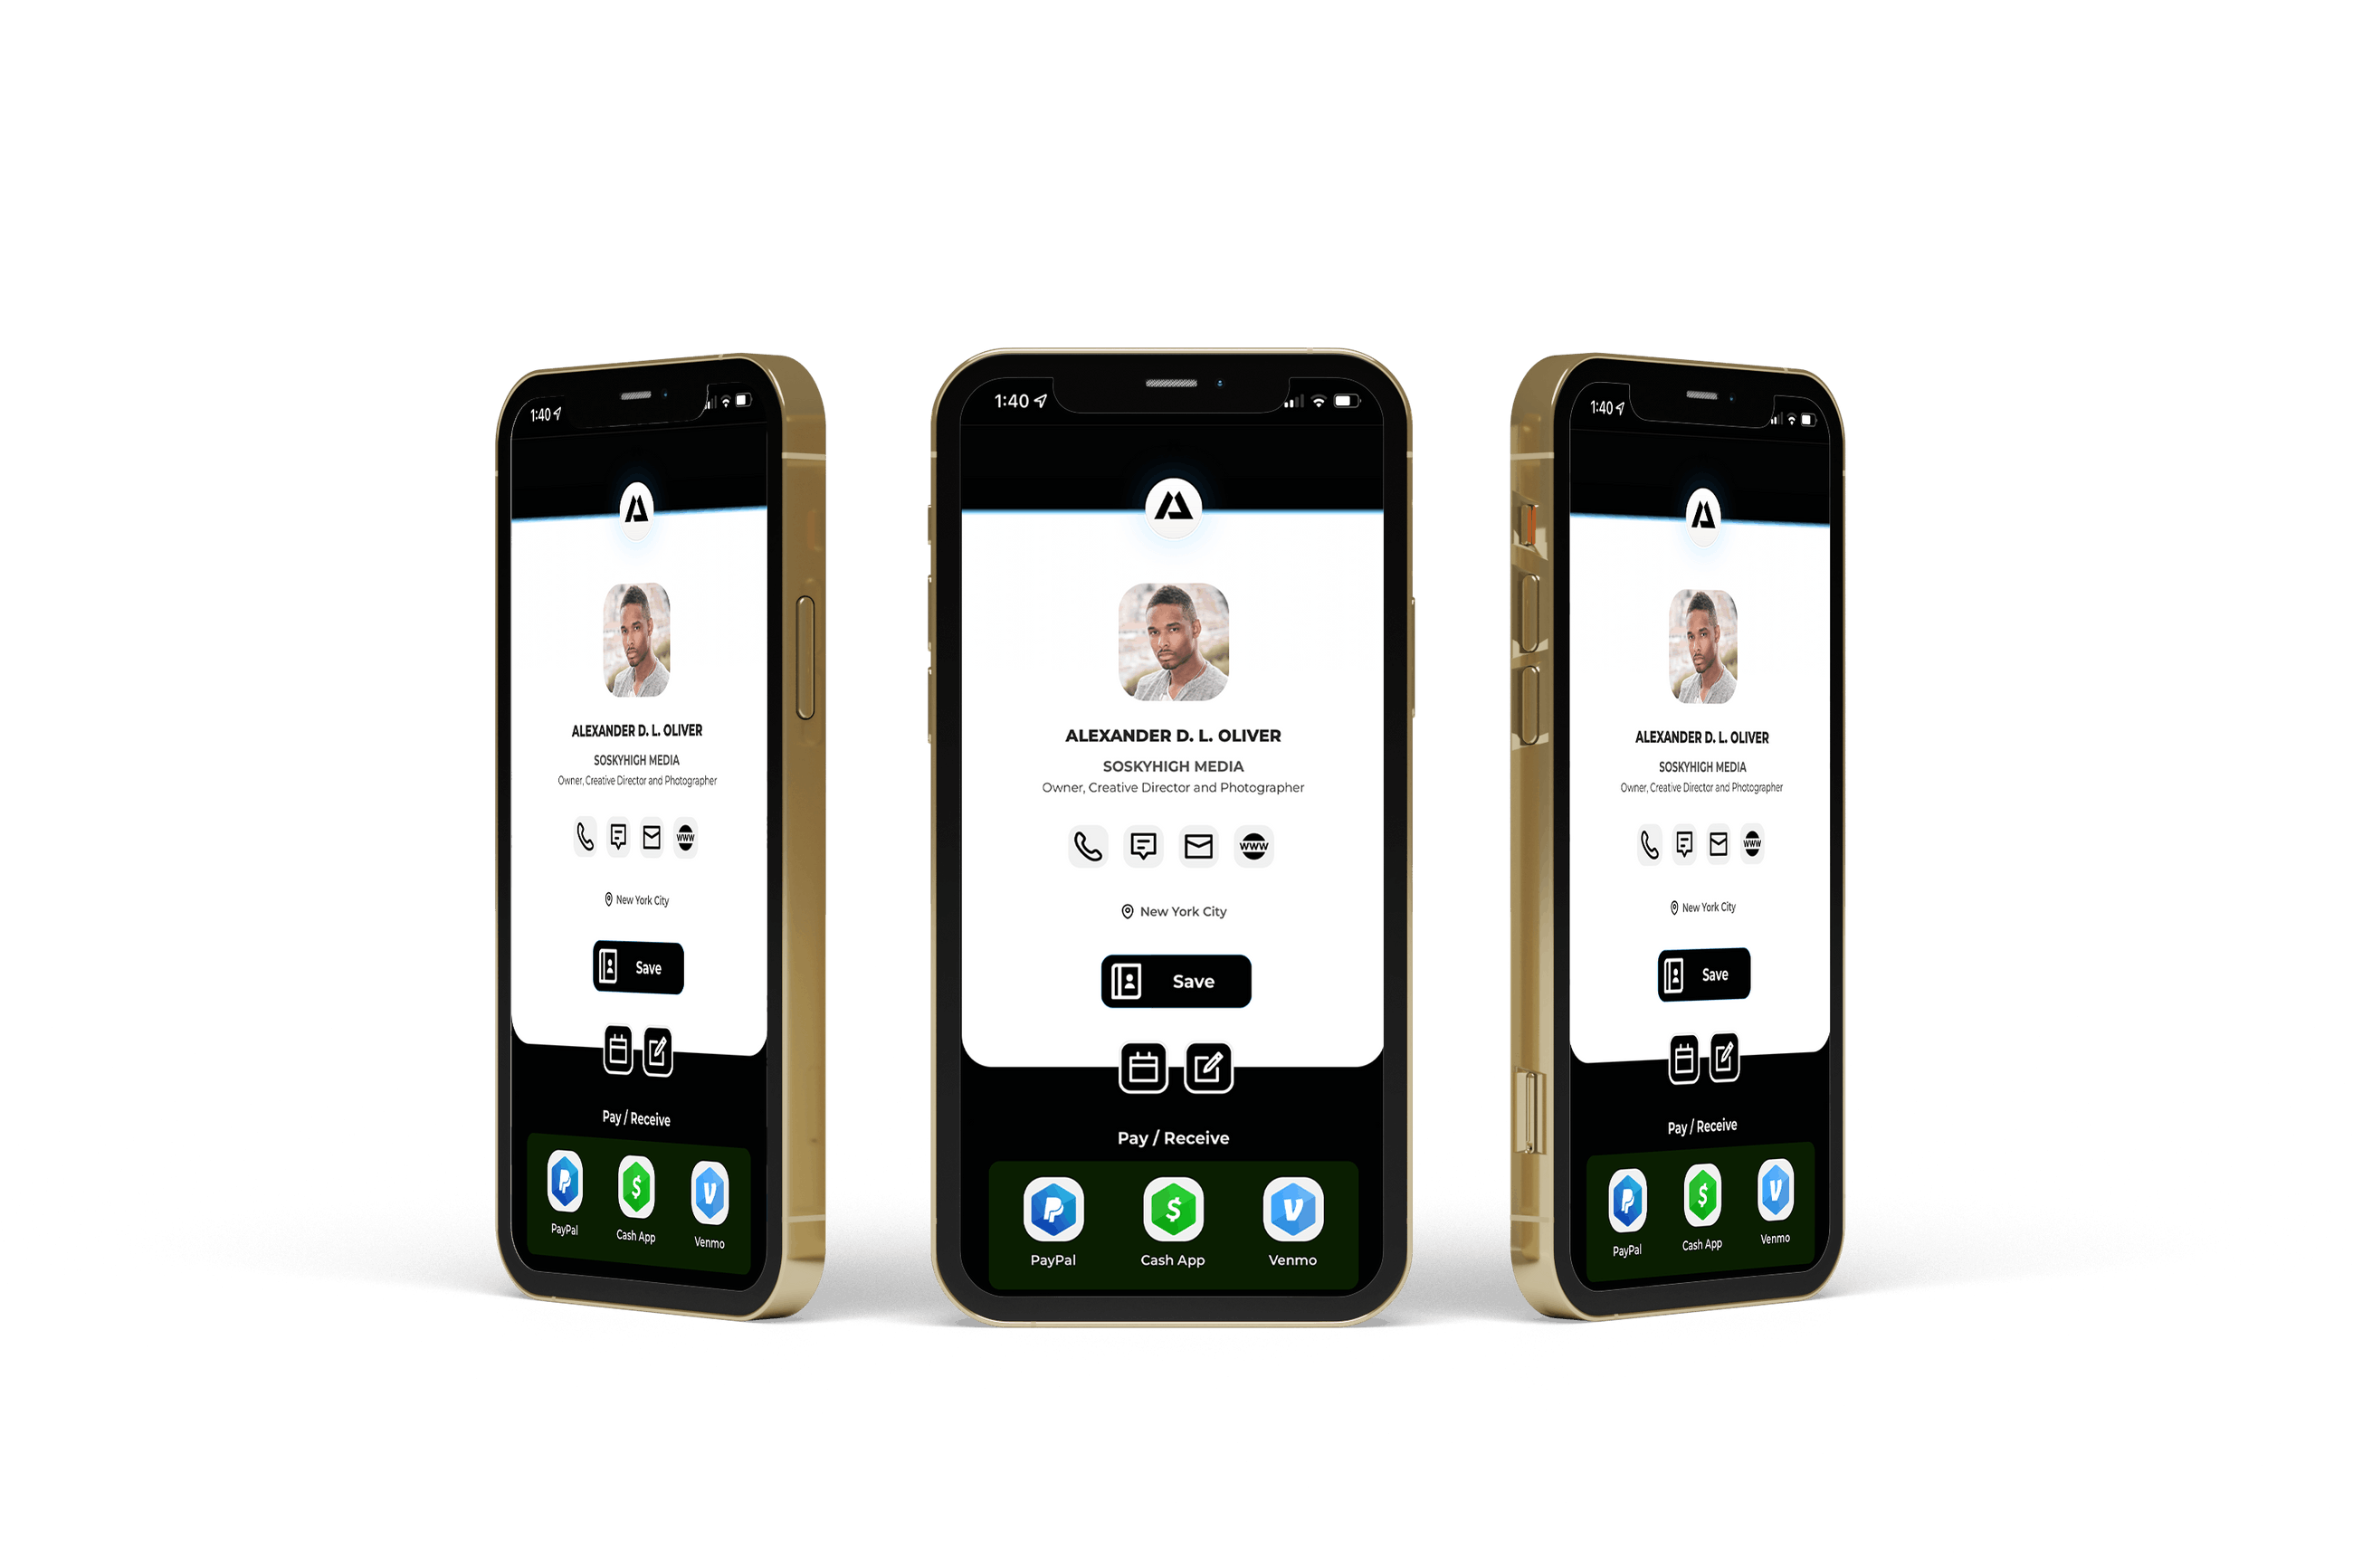 1:40
ALEXANDER D. L. OLIVER
SOSKYHIGH MEDIA
Owner, Creative Director and Photographer
www
New York City
Save
Pay / Receive
PayPal
Cash App
Venmo
1:40
ALEXANDER D. L. OLIVER
SOSKYHIGH MEDIA
Owner, Creative Director and Photographer
www
New York City
Save
Pay / Receive
PayPal
Cash App
Venmo
1:40
ALEXANDER D. L. OLIVER
SOSKYHIGH MEDIA
Owner, Creative Director and Photographer
www
New York City
Save
Pay / Receive
PayPal
Cash App
Venmo